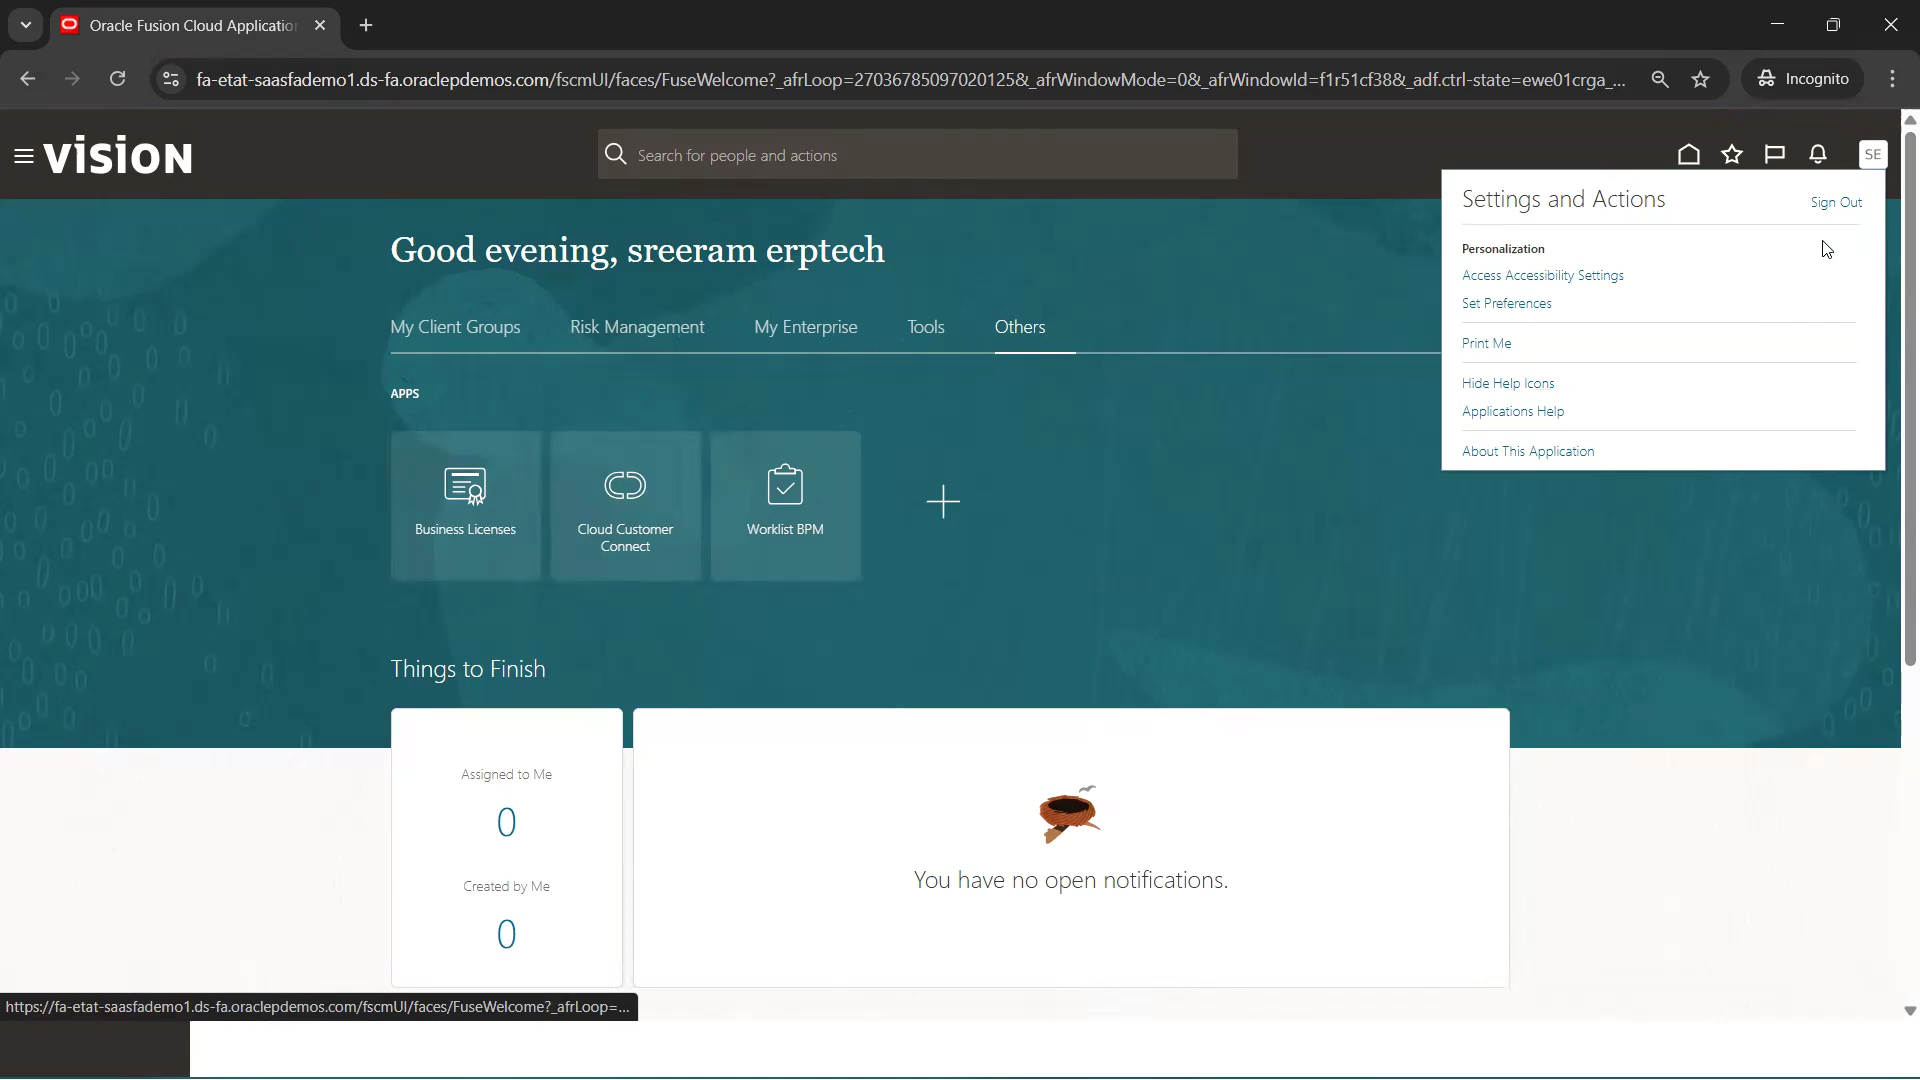 Oracle Fusion Cloud Applicatio
fa-etat-saasfademo1.ds-fa.oraclepdemos.com/fscmUI/faces/FuseWelcome?_afrLoop=27036785097020125&_afrWindowMode=0&_afrWindowId=f1r51cf38&_adf.ctrl-state=ewe01crga_...
Incognito
VISION
Search for people and actions
SE
Settings and Actions
Sign Out
Personalization
Access Accessibility Settings
Set Preferences
Print Me
Hide Help Icons
Applications Help
About This Application
Good evening, sreeram erptech
My Client Groups
Risk Management
My Enterprise
Tools
Others
APPS
Business Licenses
Cloud Customer
Connect
Worklist BPM
Things to Finish
Assigned to Me
0
Created by Me
0
You have no open notifications.
https://fa-etat-saasfademo1.ds-fa.oraclepdemos.com/fscmUI/faces/FuseWelcome?_afrLoop=...